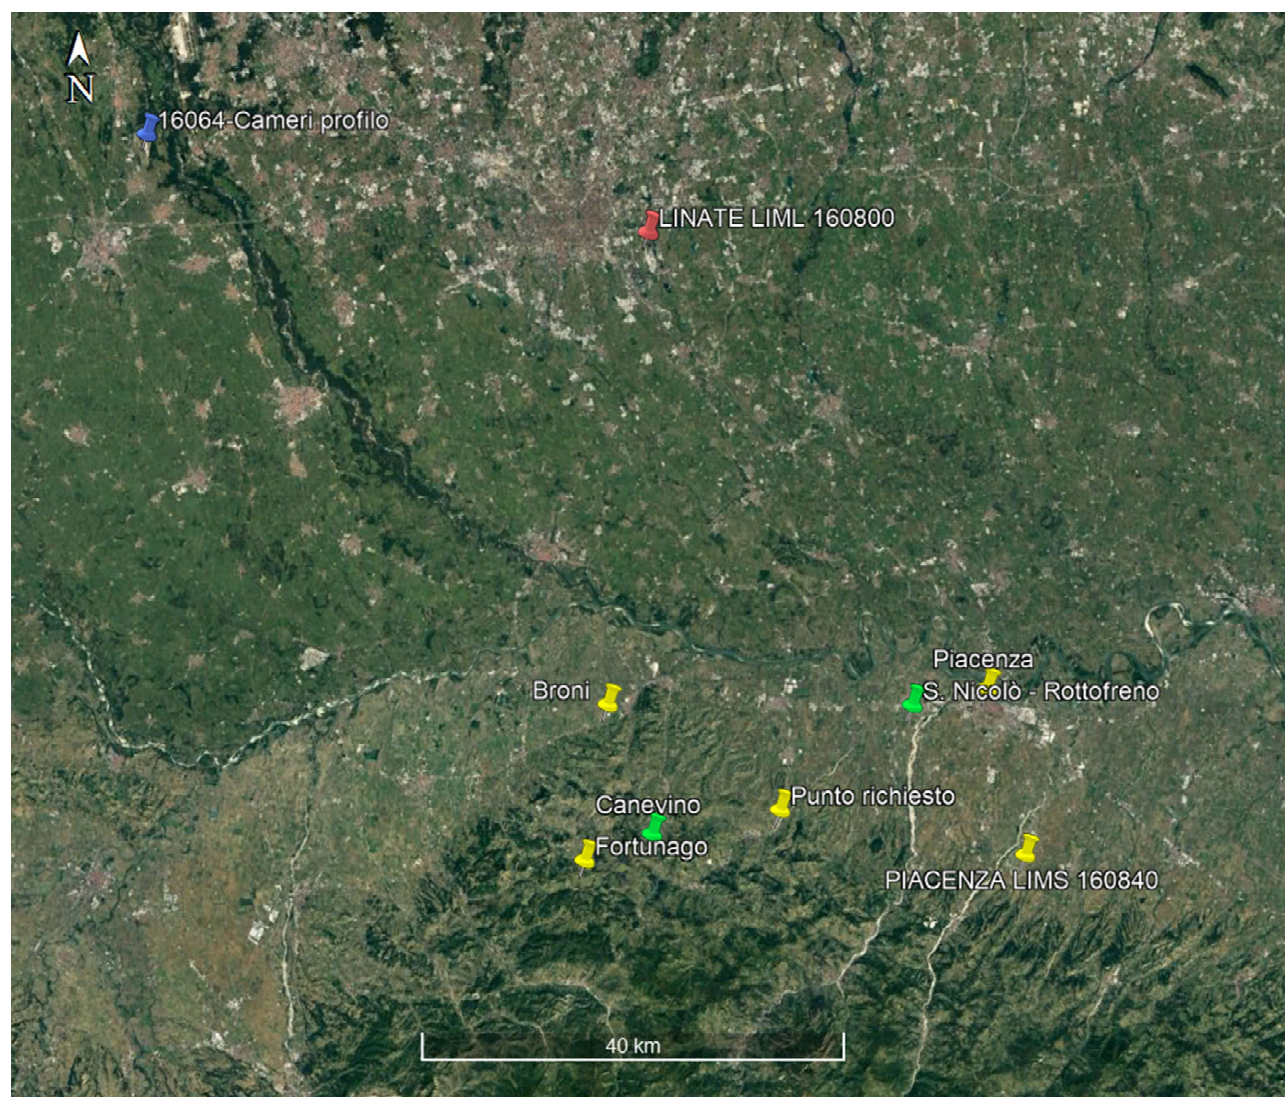 N
16064-Cameri profilo
LINATE LIML 160800
Piacenza
Broni
S. Nicolò - Rottofreno
Punto richiesto
Canevino
Fortunago
PIACENZA LIMS 160840
40 km